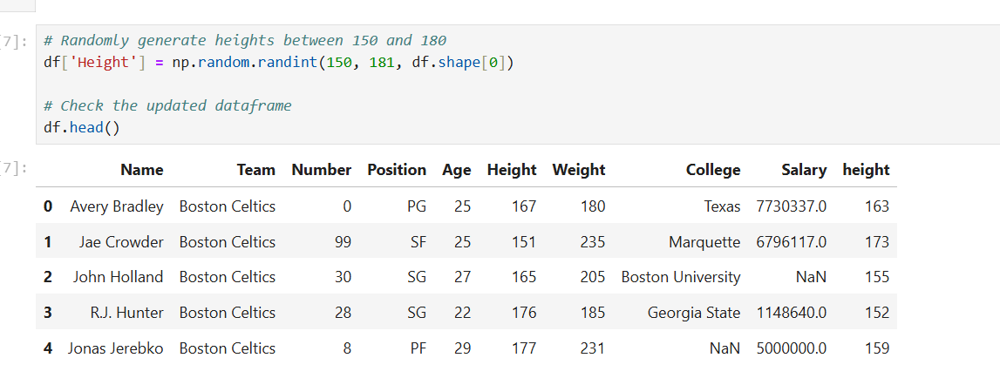 7]: # Randomly generate heights between 150 and 180
df['Height'] = np.random.randint(150, 181, df.shape[0])
# Check the updated dataframe
df.head()
7]: Name Team Number Position Age Height Weight College Salary height
0 Avery Bradley Boston Celtics 0 PG 25 167 180 Texas 7730337.0 163
1 Jae Crowder Boston Celtics 99 SF 25 151 235 Marquette 6796117.0 173
2 John Holland Boston Celtics 30 SG 27 165 205 Boston University NaN 155
3 R.J. Hunter Boston Celtics 28 SG 22 176 185 Georgia State 1148640.0 152
4 Jonas Jerebko Boston Celtics 8 PF 29 177 231 NaN 5000000.0 159